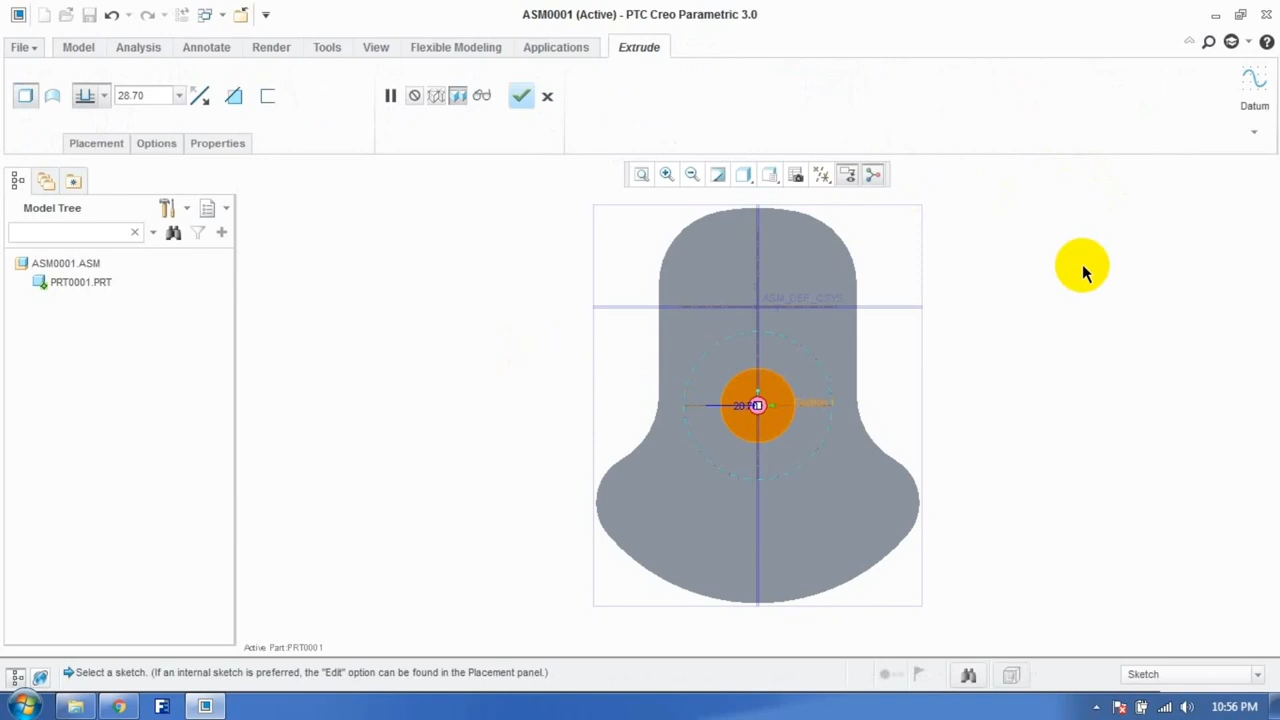 ASM0001 (Active) - PTC Creo Parametric 3.0
File Model Analysis Annotate Render Tools View Flexible Modeling Applications Extrude
28.70
Datum
Placement Options Properties
Model Tree
ASM0001.ASM
PRT0001.PRT
ASM_DEF_CSYS
Active Part:PRT0001
Select a sketch. (If an internal sketch is preferred, the "Edit" option can be found in the Placement panel.)
Sketch
10:56 PM